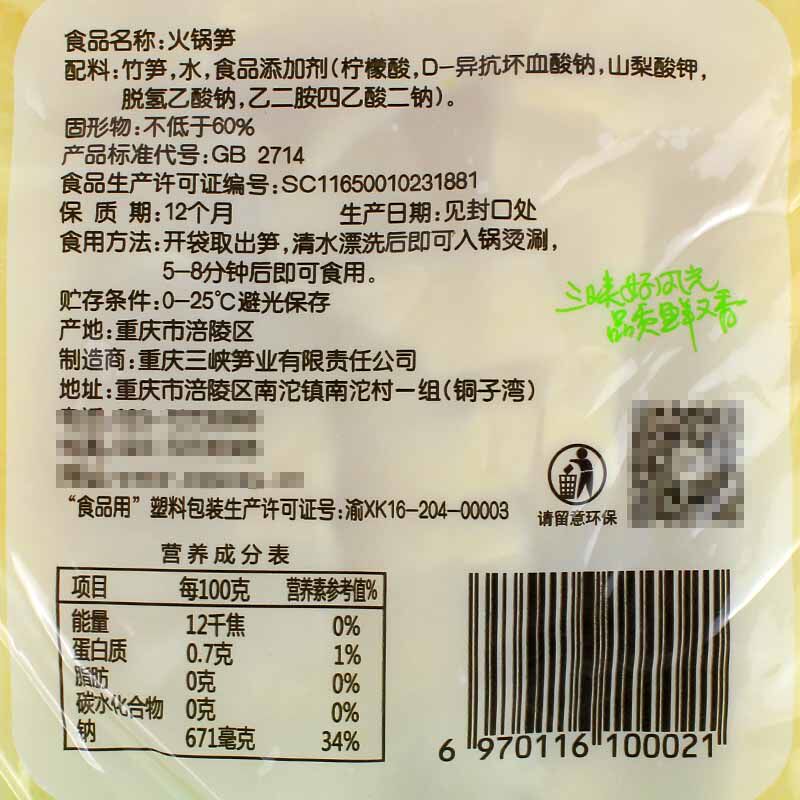 食品名称:火锅笋
配料:竹笋,水,食品添加剂(柠檬酸,D-异抗坏血酸钠,山梨酸钾,
脱氢乙酸钠,乙二胺四乙酸二钠)。
固形物:不低于60%
产品标准代号:GB 2714
食品生产许可证编号:SC11650010231881
保 质 期:12个月 生产日期:见封口处
食用方法:开袋取出笋,清水漂洗后即可入锅烫涮,
5-8分钟后即可食用。
贮存条件:0-25℃避光保存
三味好风光
品质鲜又香
产地:重庆市涪陵区
制造商:重庆三峡笋业有限责任公司
地址:重庆市涪陵区南沱镇南沱村一组(铜子湾)
“食品用”塑料包装生产许可证号:渝XK16-204-00003
请留意环保
营养成分表
项目 每100克 营养素参考值%
能量 12千焦 0%
蛋白质 0.7克 1%
脂肪 0克 0%
碳水化合物 0克 0%
钠 671毫克 34%
6 970116 100021